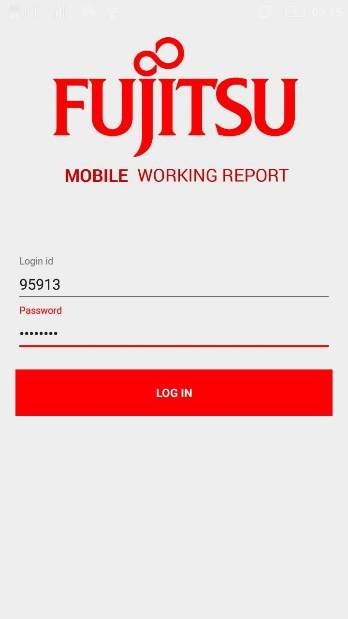 FUJITSU
MOBILE WORKING REPORT
Login id
95913
Password
••••••••
LOG IN